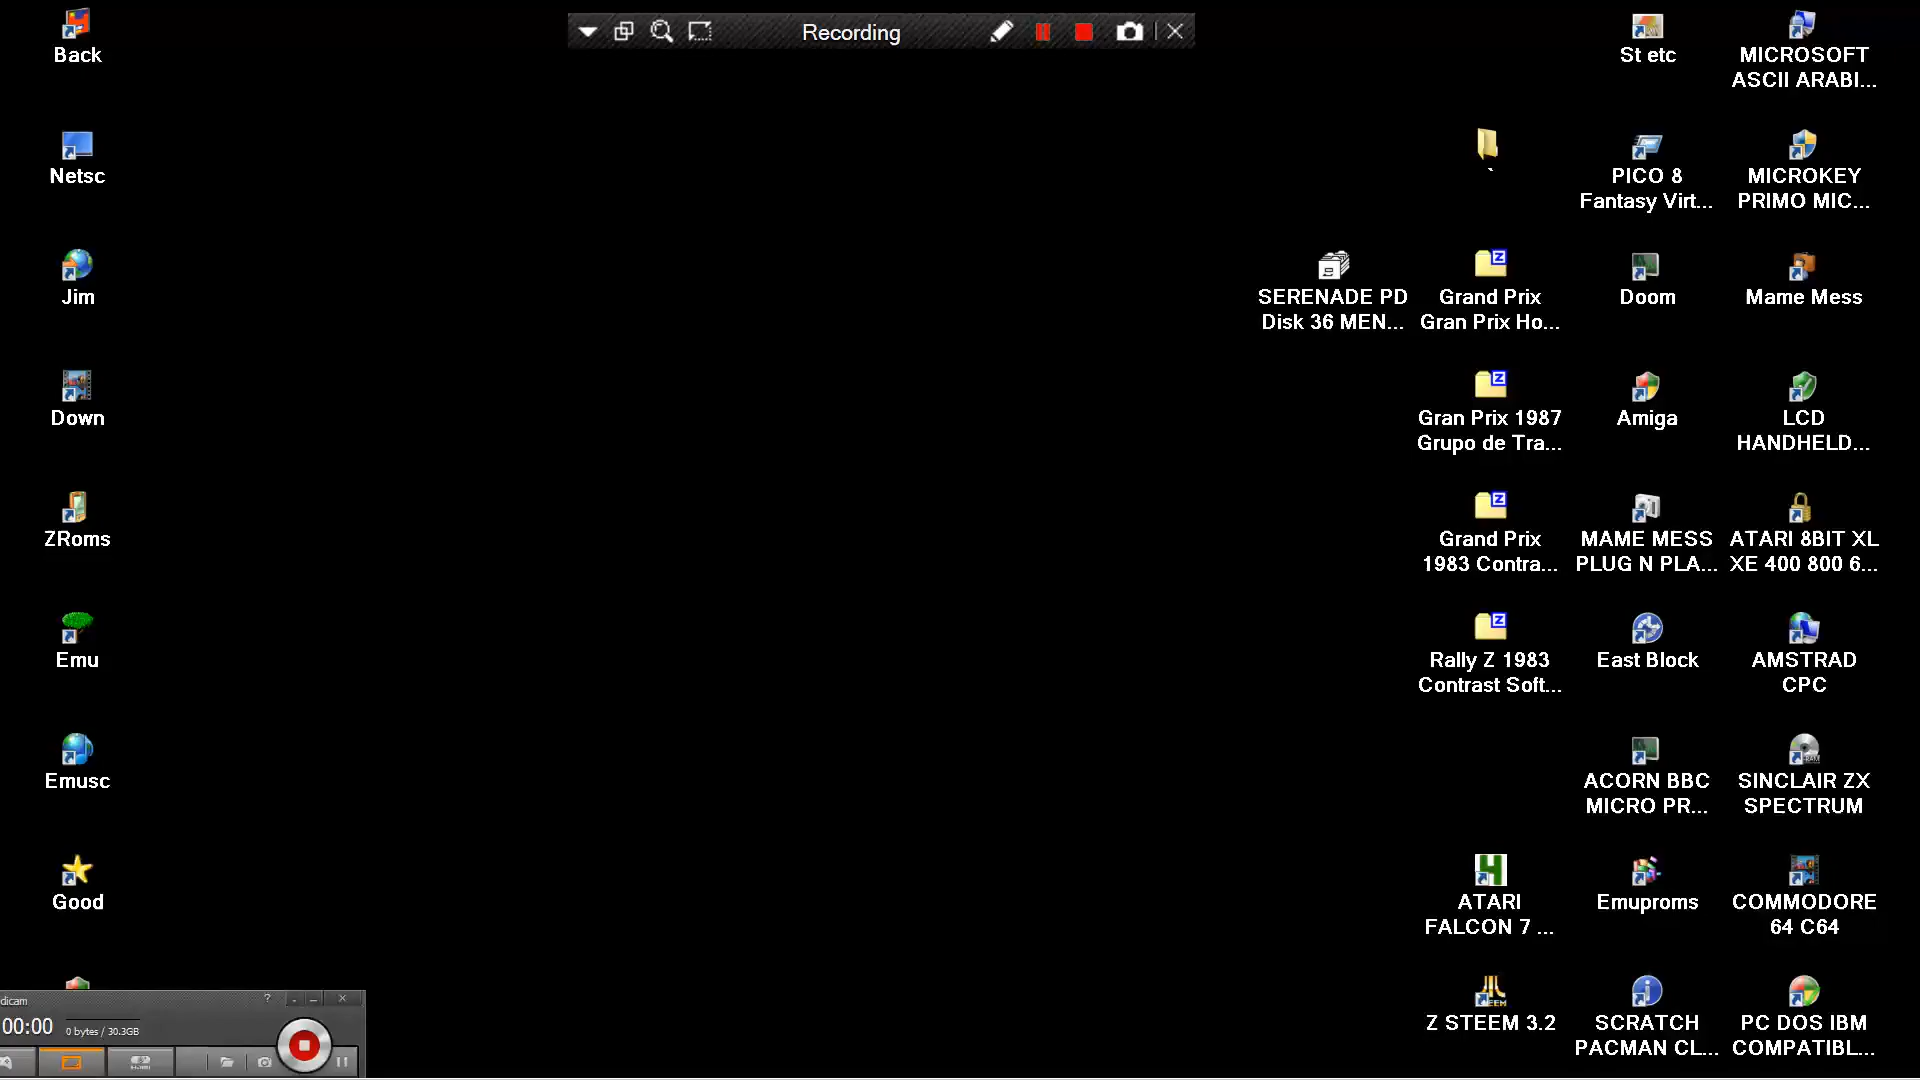 Recording
Back
Netsc
Jim
Down
ZRoms
Emu
Emusc
Good
SERENADE PD
Disk 36 MEN...
`
Grand Prix
Gran Prix Ho...
Gran Prix 1987
Grupo de Tra...
Grand Prix
1983 Contra...
Rally Z 1983
Contrast Soft...
ATARI
FALCON 7 ...
Z STEEM 3.2
St etc
PICO 8
Fantasy Virt...
Doom
Amiga
MAME MESS
PLUG N PLA...
East Block
ACORN BBC
MICRO PR...
Emuproms
SCRATCH
PACMAN CL...
MICROSOFT
ASCII ARABI...
MICROKEY
PRIMO MIC...
Mame Mess
LCD
HANDHELD...
ATARI 8BIT XL
XE 400 800 6...
AMSTRAD
CPC
SINCLAIR ZX
SPECTRUM
COMMODORE
64 C64
PC DOS IBM
COMPATIBL...
dicam
?
00:00
0 bytes / 30.3GB